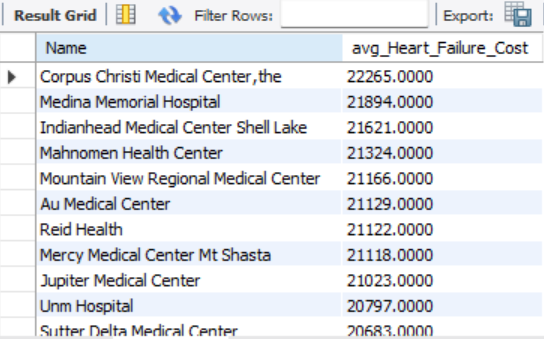 Result Grid Filter Rows: Export:
Name avg_Heart_Failure_Cost
Corpus Christi Medical Center,the 22265.0000
Medina Memorial Hospital 21894.0000
Indianhead Medical Center Shell Lake 21621.0000
Mahnomen Health Center 21324.0000
Mountain View Regional Medical Center 21166.0000
Au Medical Center 21129.0000
Reid Health 21122.0000
Mercy Medical Center Mt Shasta 21118.0000
Jupiter Medical Center 21023.0000
Unm Hospital 20797.0000
Sutter Delta Medical Center 20683.0000